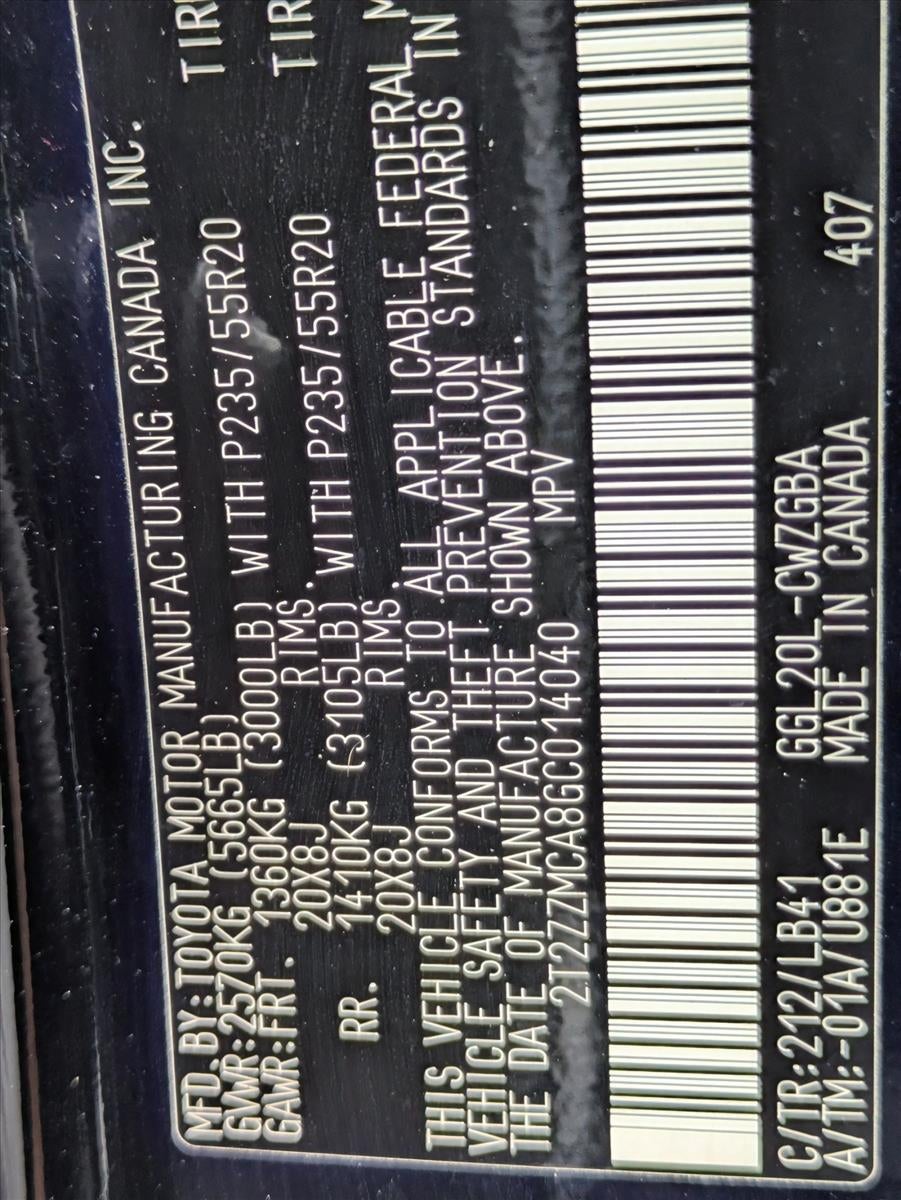 MFD. BY:TOYOTA MOTOR MANUFACTURING CANADA INC.
GVWR:2570KG (5665LB)
GAWR:FRT. 1360KG (3000LB) WITH P235/55R20 TIR
20X8J RIMS.
RR. 1410KG (3105LB) WITH P235/55R20 TIR
20X8J RIMS.
THIS VEHICLE CONFORMS TO ALL APPLICABLE FEDERAL M
VEHICLE SAFETY AND THEFT PREVENTION STANDARDS IN
THE DATE OF MANUFACTURE SHOWN ABOVE.
2T2ZZMCA8GC014040 MPV
C/TR:212/LB41 GGL20L-CWZGBA
A/TM:-01A/U881E MADE IN CANADA 407